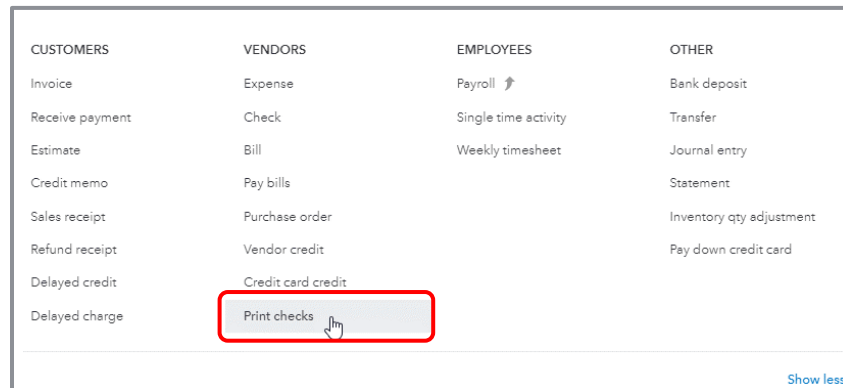 CUSTOMERS
Invoice
Receive payment
Estimate
Credit memo
Sales receipt
Refund receipt
Delayed credit
Delayed charge
VENDORS
Expense
Check
Bill
Pay bills
Purchase order
Vendor credit
Credit card credit
Print checks
EMPLOYEES
Payroll
Single time activity
Weekly timesheet
OTHER
Bank deposit
Transfer
Journal entry
Statement
Inventory qty adjustment
Pay down credit card
Show less